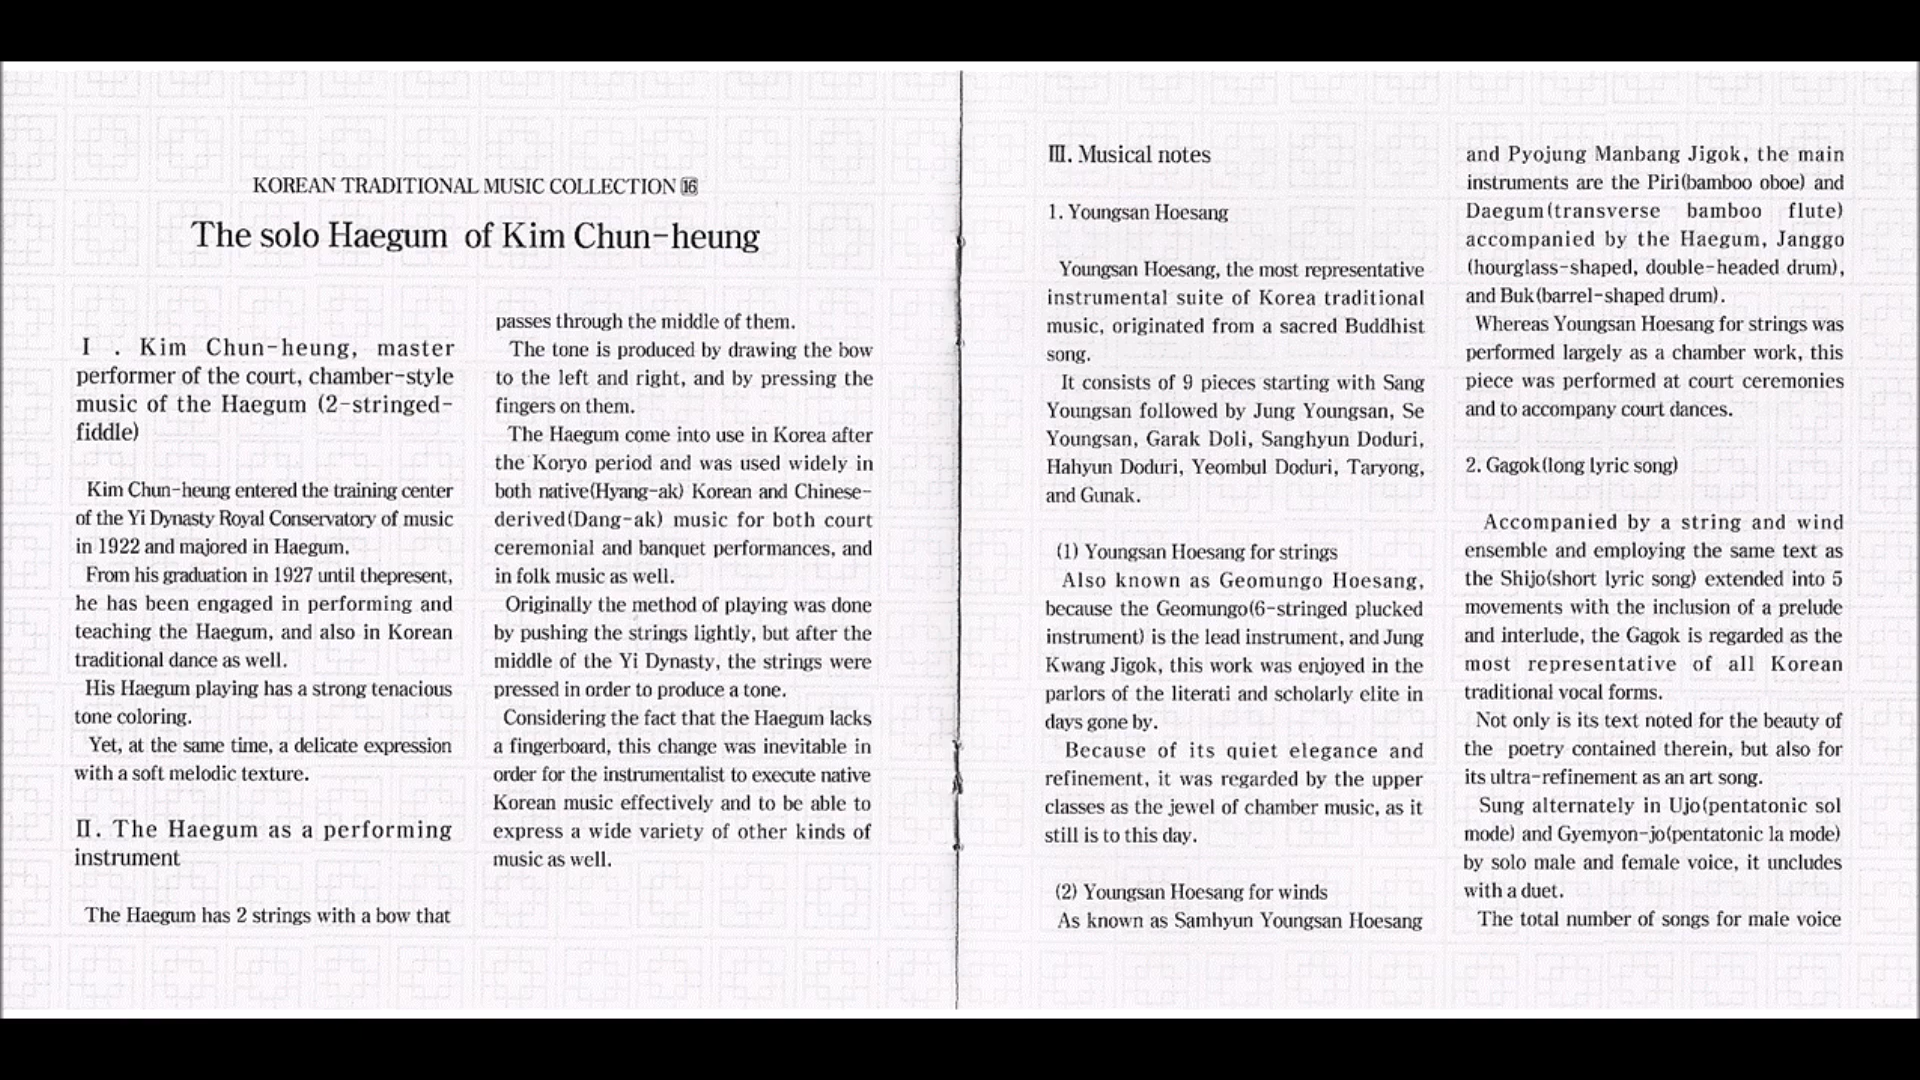 KOREAN TRADITIONAL MUSIC COLLECTION 16
The solo Haegum of Kim Chun-heung
I . Kim Chun-heung, master
performer of the court, chamber-style
music of the Haegum (2-stringed-
fiddle)
Kim Chun-heung entered the training center
of the Yi Dynasty Royal Conservatory of music
in 1922 and majored in Haegum.
From his graduation in 1927 until thepresent,
he has been engaged in performing and
teaching the Haegum, and also in Korean
traditional dance as well.
His Haegum playing has a strong tenacious
tone coloring.
Yet, at the same time, a delicate expression
with a soft melodic texture.
II. The Haegum as a performing
instrument
The Haegum has 2 strings with a bow that
passes through the middle of them.
The tone is produced by drawing the bow
to the left and right, and by pressing the
fingers on them.
The Haegum come into use in Korea after
the Koryo period and was used widely in
both native(Hyang-ak) Korean and Chinese-
derived(Dang-ak) music for both court
ceremonial and banquet performances, and
in folk music as well.
Originally the method of playing was done
by pushing the strings lightly, but after the
middle of the Yi Dynasty, the strings were
pressed in order to produce a tone.
Considering the fact that the Haegum lacks
a fingerboard, this change was inevitable in
order for the instrumentalist to execute native
Korean music effectively and to be able to
express a wide variety of other kinds of
music as well.
III. Musical notes
1. Youngsan Hoesang
Youngsan Hoesang, the most representative
instrumental suite of Korea traditional
music, originated from a sacred Buddhist
song.
It consists of 9 pieces starting with Sang
Youngsan followed by Jung Youngsan, Se
Youngsan, Garak Doli, Sanghyun Doduri,
Hahyun Doduri, Yeombul Doduri, Taryong,
and Gunak.
(1) Youngsan Hoesang for strings
Also known as Geomungo Hoesang,
because the Geomungo(6-stringed plucked
instrument) is the lead instrument, and Jung
Kwang Jigok, this work was enjoyed in the
parlors of the literati and scholarly elite in
days gone by.
Because of its quiet elegance and
refinement, it was regarded by the upper
classes as the jewel of chamber music, as it
still is to this day.
(2) Youngsan Hoesang for winds
As known as Samhyun Youngsan Hoesang
and Pyojung Manbang Jigok, the main
instruments are the Piri(bamboo oboe) and
Daegum(transverse bamboo flute)
accompanied by the Haegum, Janggo
(hourglass-shaped, double-headed drum),
and Buk(barrel-shaped drum).
Whereas Youngsan Hoesang for strings was
performed largely as a chamber work, this
piece was performed at court ceremonies
and to accompany court dances.
2. Gagok(long lyric song)
Accompanied by a string and wind
ensemble and employing the same text as
the Shijo(short lyric song) extended into 5
movements with the inclusion of a prelude
and interlude, the Gagok is regarded as the
most representative of all Korean
traditional vocal forms.
Not only is its text noted for the beauty of
the poetry contained therein, but also for
its ultra-refinement as an art song.
Sung alternately in Ujo(pentatonic sol
mode) and Gyemyon-jo(pentatonic la mode)
by solo male and female voice, it uncludes
with a duet.
The total number of songs for male voice